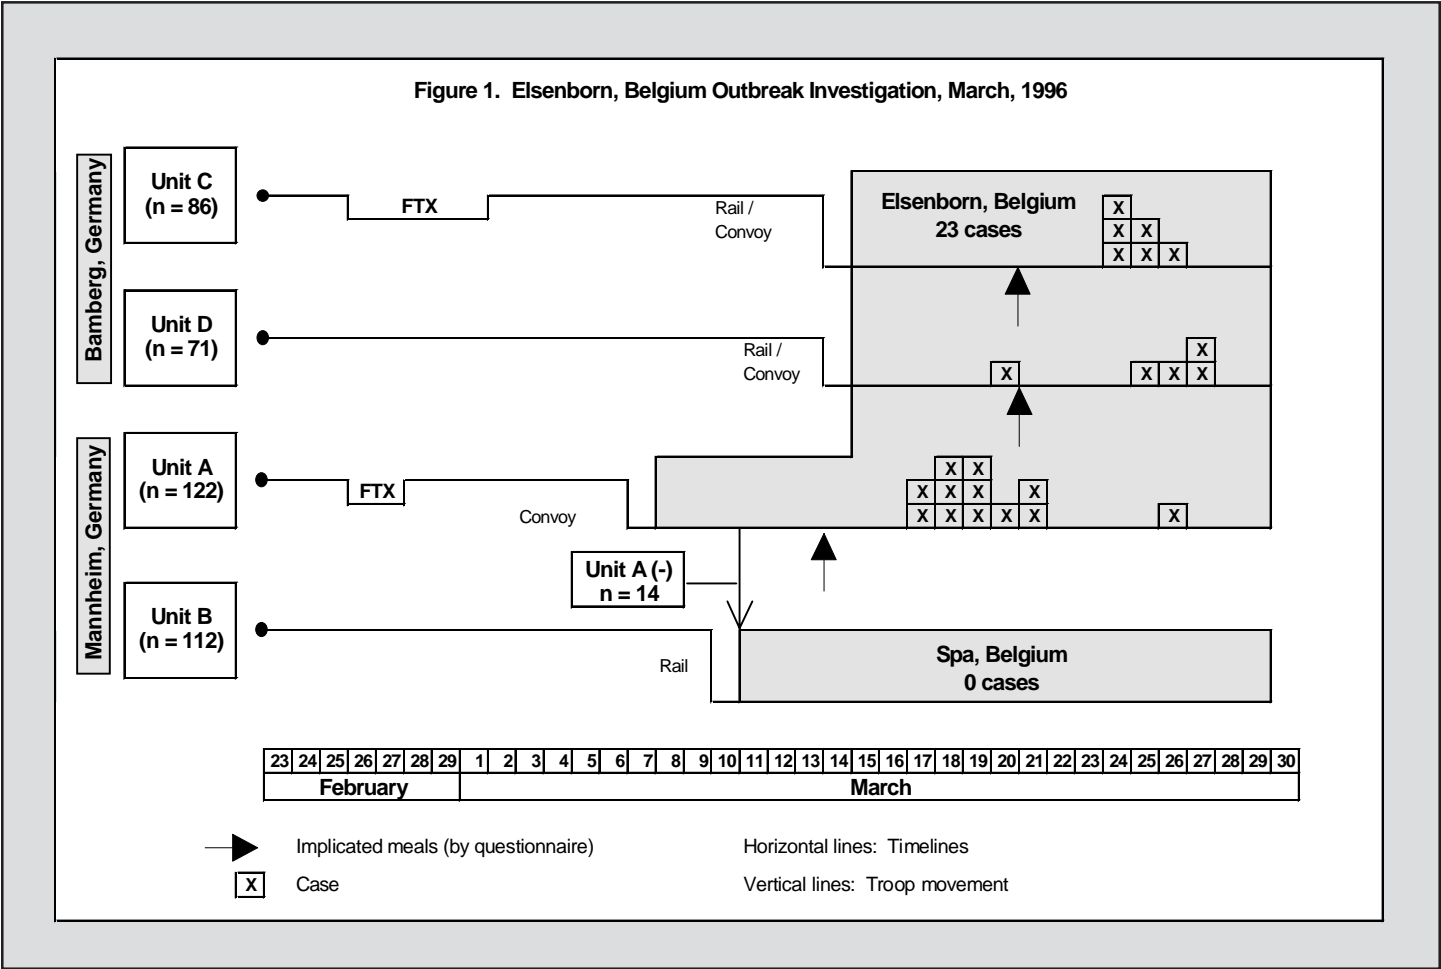 Figure 1. Elsenborn, Belgium Outbreak Investigation, March, 1996
Bamberg, Germany
Unit C
(n = 86)
FTX
Rail /
Convoy
Elsenborn, Belgium
23 cases
X
X X
X X X
Unit D
(n = 71)
Rail /
Convoy
X
X X X X
Mannheim, Germany
Unit A
(n = 122)
FTX
Convoy
X X
X X X X
X X X X X X
Unit A (-)
n = 14
Unit B
(n = 112)
Rail
Spa, Belgium
0 cases
23 24 25 26 27 28 29 1 2 3 4 5 6 7 8 9 10 11 12 13 14 15 16 17 18 19 20 21 22 23 24 25 26 27 28 29 30
February March
Implicated meals (by questionnaire) Horizontal lines: Timelines
X Case Vertical lines: Troop movement